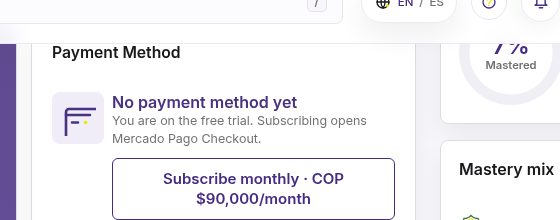 /
EN / ES
Payment Method
7%
Mastered
No payment method yet
You are on the free trial. Subscribing opens
Mercado Pago Checkout.
Subscribe monthly · COP
$90,000/month
Mastery mix